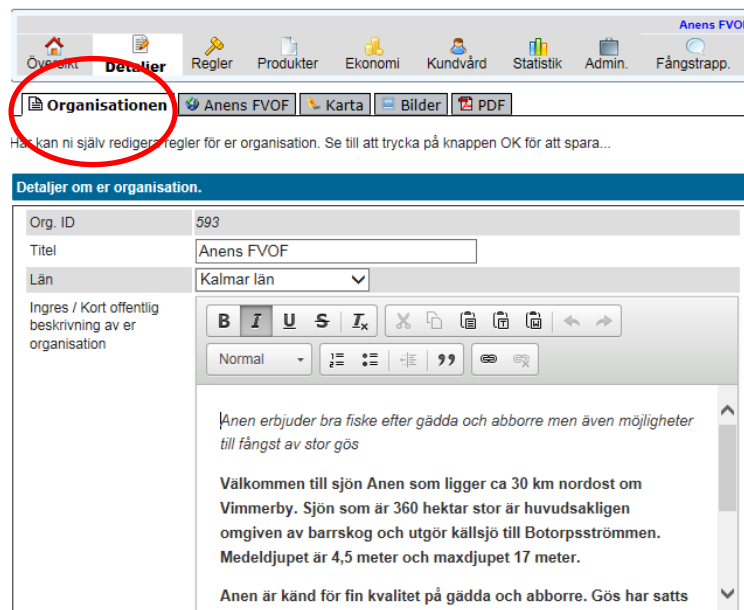 Anens FVOF
Översikt Detaljer Regler Produkter Ekonomi Kundvård Statistik Admin. Fångstrapp.
Organisationen Anens FVOF Karta Bilder PDF
Här kan ni själv redigera regler för er organisation. Se till att trycka på knappen OK för att spara...
Detaljer om er organisation.
Org. ID 593
Titel Anens FVOF
Län Kalmar län
Ingres / Kort offentlig
beskrivning av er
organisation
B I U S Ix
Normal
Anen erbjuder bra fiske efter gädda och abborre men även möjligheter
till fångst av stor gös
Välkommen till sjön Anen som ligger ca 30 km nordost om
Vimmerby. Sjön som är 360 hektar stor är huvudsakligen
omgiven av barrskog och utgör källsjö till Botorpsströmmen.
Medeldjupet är 4,5 meter och maxdjupet 17 meter.
Anen är känd för fin kvalitet på gädda och abborre. Gös har satts